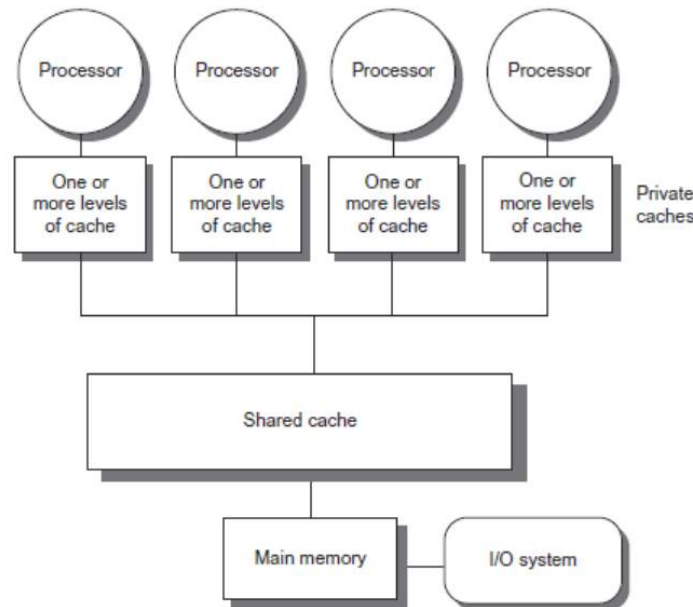 Processor
Processor
Processor
Processor
One or
more levels
of cache
One or
more levels
of cache
One or
more levels
of cache
One or
more levels
of cache
Private
caches
Shared cache
Main memory
I/O system